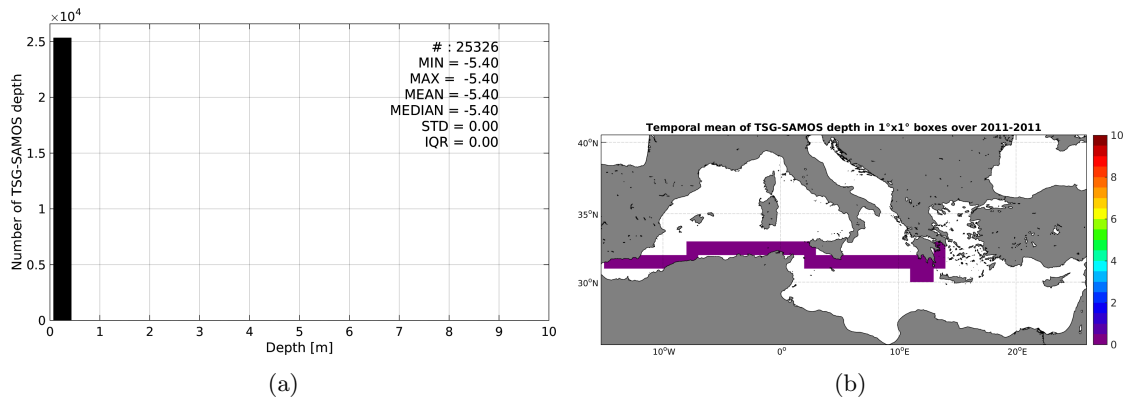 ×10⁴
2.5
2
1.5
1
0.5
0
Number of TSG-SAMOS depth
# : 25326
MIN = -5.40
MAX = -5.40
MEAN = -5.40
MEDIAN = -5.40
STD = 0.00
IQR = 0.00
0 1 2 3 4 5 6 7 8 9 10
Depth [m]
(a)
Temporal mean of TSG-SAMOS depth in 1°x1° boxes over 2011-2011
40°N
35°N
30°N
10°W 0° 10°E 20°E
10
8
6
4
2
0
(b)